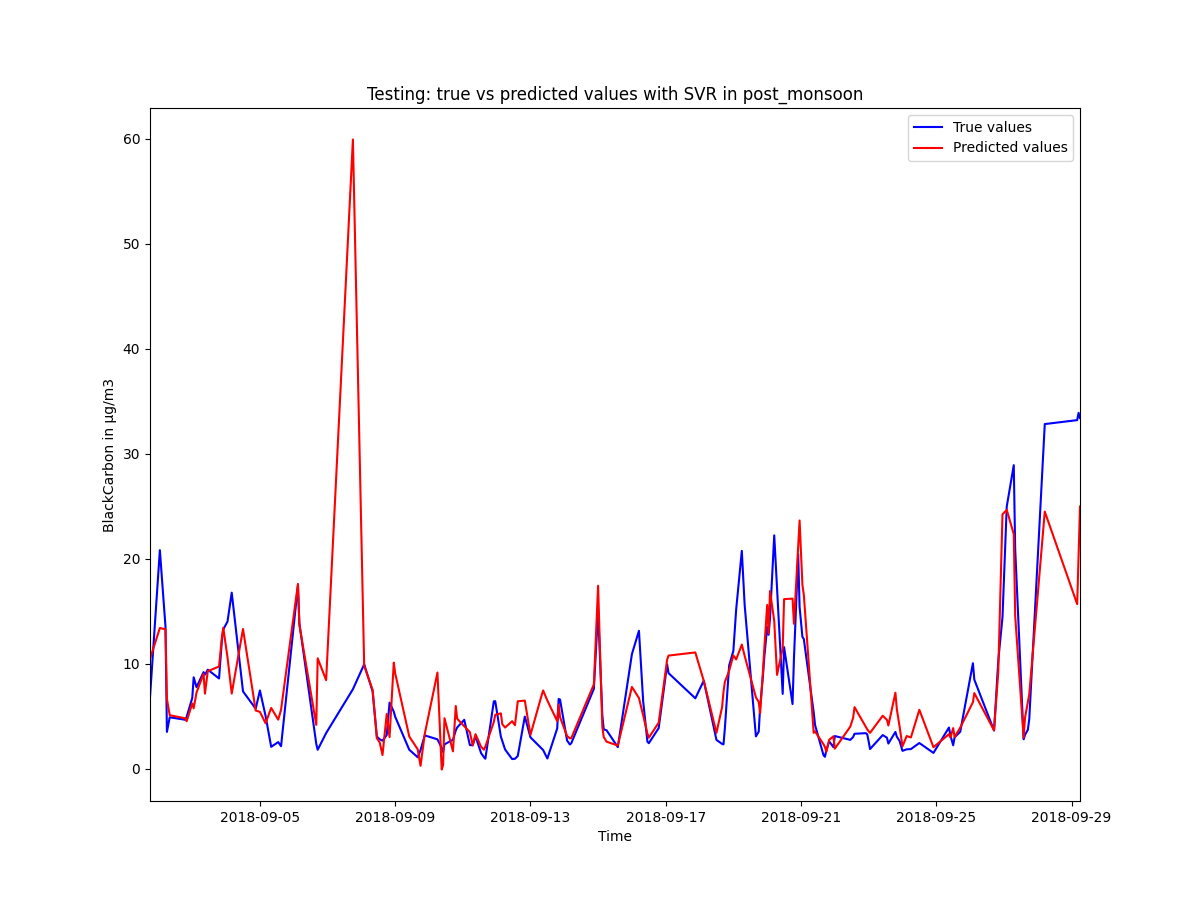 Testing: true vs predicted values with SVR in post_monsoon
True values
Predicted values
60
50
40
30
20
10
0
BlackCarbon in µg/m3
2018-09-05
2018-09-09
2018-09-13
2018-09-17
2018-09-21
2018-09-25
2018-09-29
Time